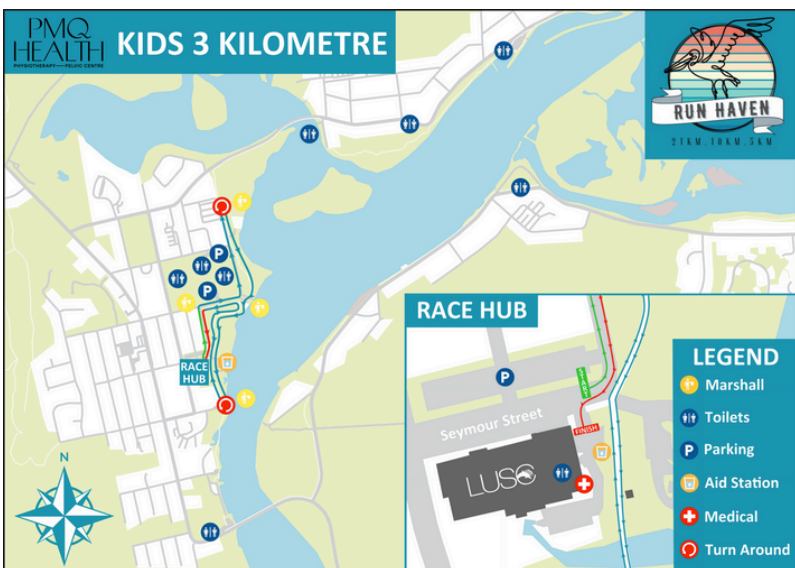 PMQ
HEALTH
PHYSIOTHERAPY PELVIC CENTRE
KIDS 3 KILOMETRE
RUN HAVEN
21KM.10KM.5KM
P
P
RACE
HUB
N
RACE HUB
P
START
Seymour Street
FINISH
LUSC
LEGEND
Marshall
Toilets
P Parking
Aid Station
Medical
Turn Around